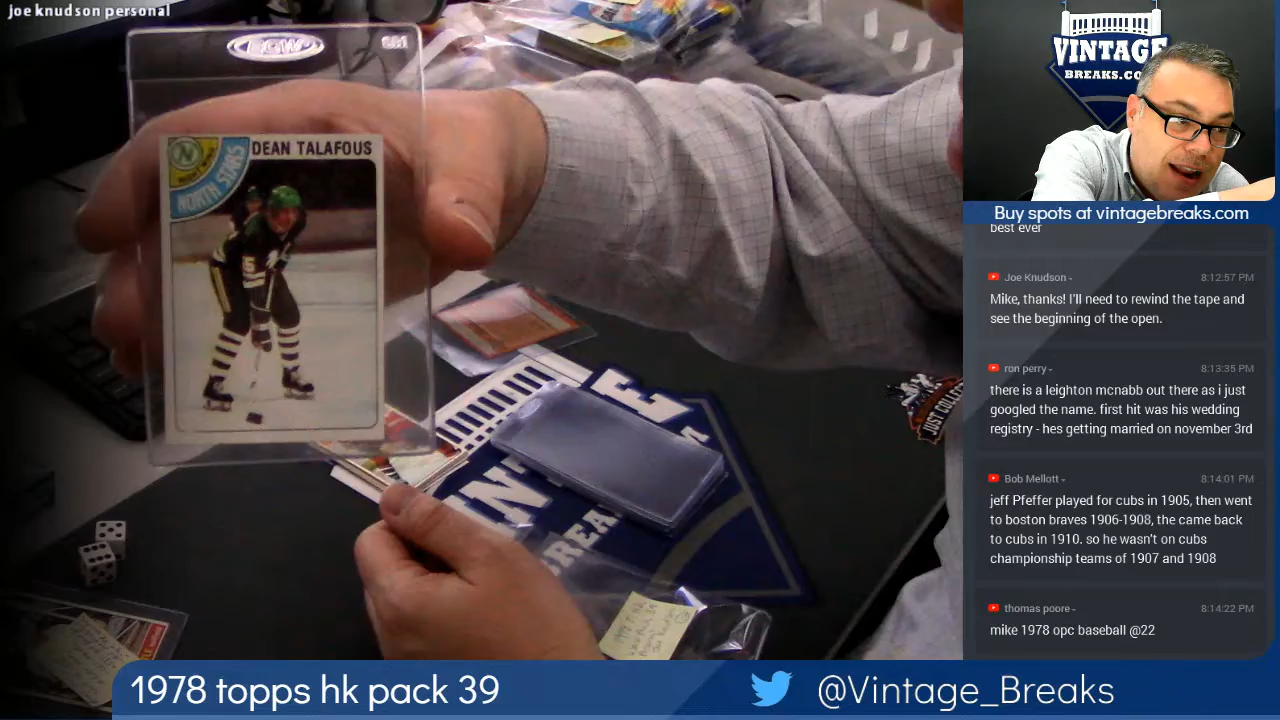 joe knudson personal
BCW
DEAN TALAFOUS
NORTH STARS
VINTAGE
BREAKS.CO
Buy spots at vintagebreaks.com
best ever
Joe Knudson - 8:12:57 PM
Mike, thanks! I'll need to rewind the tape and
see the beginning of the open.
ron perry - 8:13:35 PM
there is a leighton mcnabb out there as i just
googled the name. first hit was his wedding
registry - hes getting married on november 3rd
Bob Mellott - 8:14:01 PM
jeff Pfeffer played for cubs in 1905, then went
to boston braves 1906-1908, the came back
to cubs in 1910. so he wasn't on cubs
championship teams of 1907 and 1908
thomas poore - 8:14:22 PM
mike 1978 opc baseball @22
JUST COLLE
1978 topps hk pack 39
@Vintage_Breaks